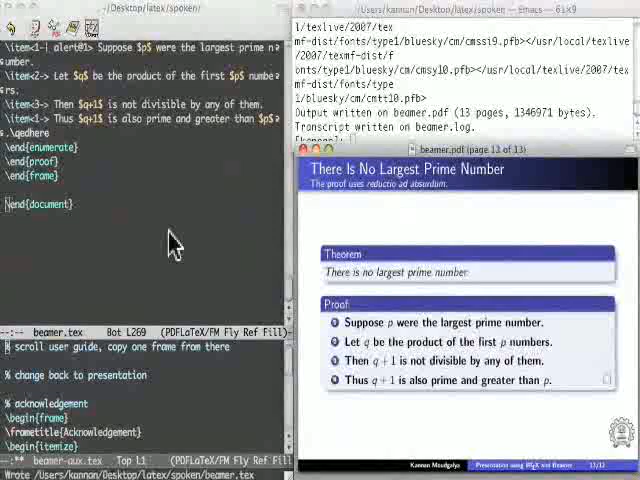 ~/Desktop/latex/spoken/
\item<1-| alert@1> Suppose $p$ were the largest prime n
umber.
\item<2-> Let $q$ be the product of the first $p$ numbe
rs.
\item<3-> Then $q+1$ is not divisible by any of them.
\item<1-> Thus $q+1$ is also prime and greater than $p$
.\qedhere
\end{enumerate}
\end{proof}
\end{frame}
\end{document}
--:-- beamer.tex Bot L269 (PDFLaTeX/FM Fly Ref Fill)
% scroll user guide, copy one frame from there
% change back to presentation
% acknowledgement
\begin{frame}
\frametitle{Acknowledgement}
\begin{itemize}
--:** beamer-aux.tex Top L1 (PDFLaTeX/FM Fly Ref Fill)
Wrote /Users/kannan/Desktop/latex/spoken/beamer.tex
/Users/kannan/Desktop/latex/spoken — Emacs — 61x9
l/texlive/2007/tex
mf-dist/fonts/type1/bluesky/cm/cmssi9.pfb></usr/local/texlive
/2007/texmf-dist/f
onts/type1/bluesky/cm/cmsy10.pfb></usr/local/texlive/2007/tex
mf-dist/fonts/type
1/bluesky/cm/cmtt10.pfb>
Output written on beamer.pdf (13 pages, 1346971 bytes).
Transcript written on beamer.log.
beamer.pdf (page 13 of 13)
There Is No Largest Prime Number
The proof uses reductio ad absurdum.
Theorem
There is no largest prime number.
Proof.
1 Suppose p were the largest prime number.
2 Let q be the product of the first p numbers.
3 Then q + 1 is not divisible by any of them.
4 Thus q + 1 is also prime and greater than p.
Kannan Moudgalya Presentation using LATEX and Beamer 13/13